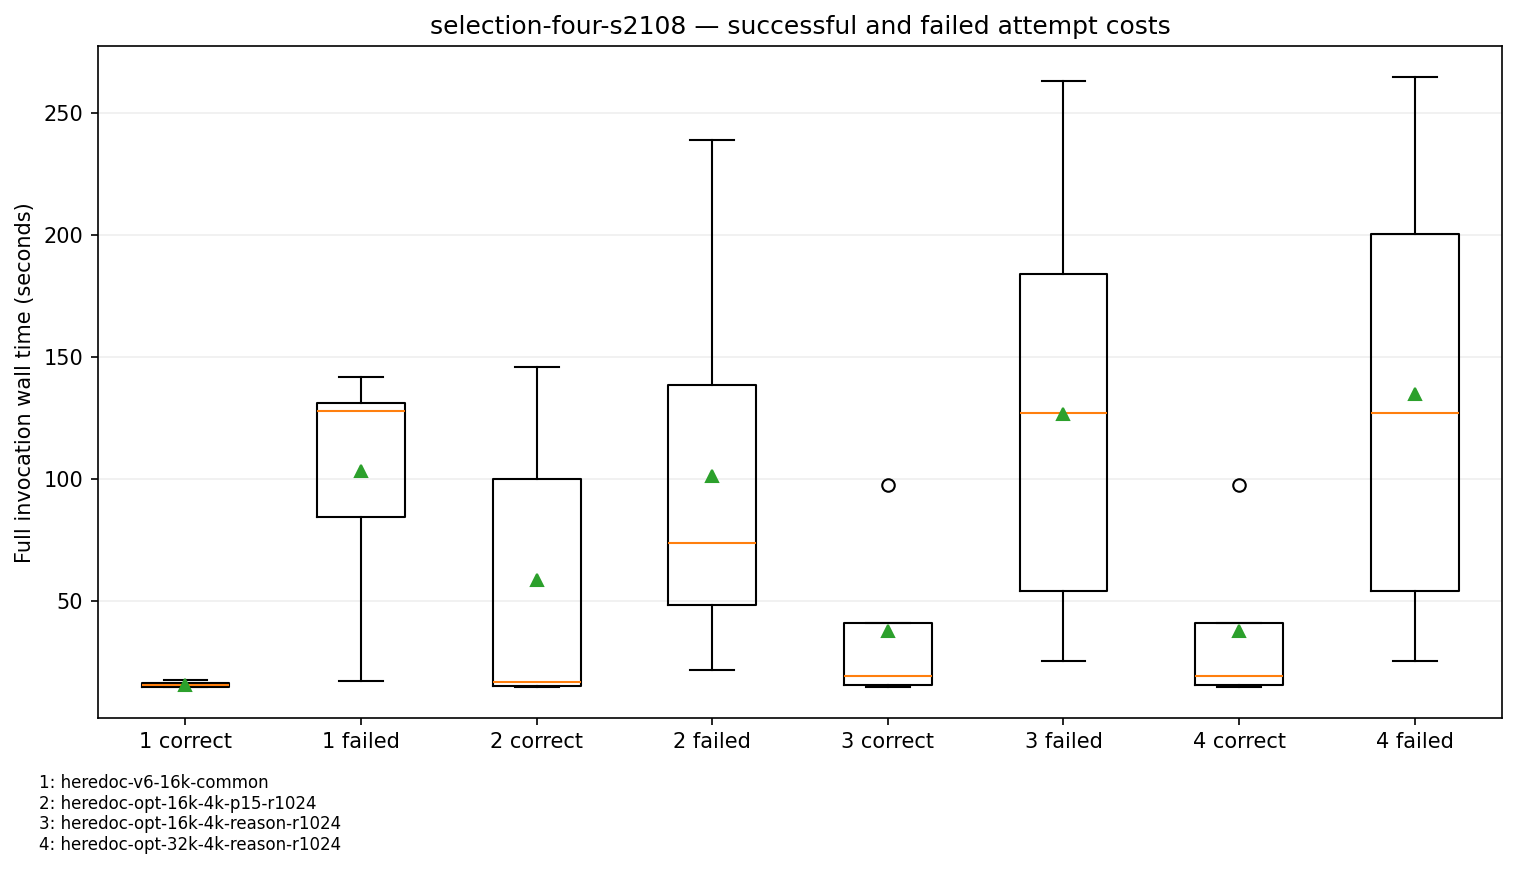 selection-four-s2108 — successful and failed attempt costs
Full invocation wall time (seconds)
250
200
150
100
50
1 correct
1 failed
2 correct
2 failed
3 correct
3 failed
4 correct
4 failed
1: heredoc-v6-16k-common
2: heredoc-opt-16k-4k-p15-r1024
3: heredoc-opt-16k-4k-reason-r1024
4: heredoc-opt-32k-4k-reason-r1024